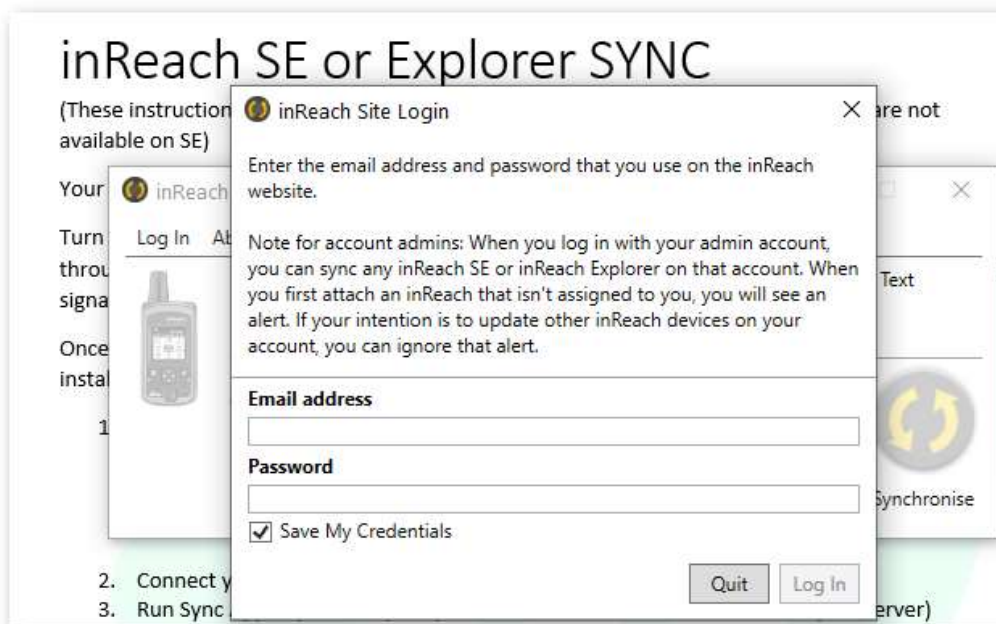 inReach SE or Explorer SYNC
(These instruction
are not
available on SE)
Your
Turn
throu
signa
Once
instal
1
inReach
Log In Ab
Text
Synchronise
inReach Site Login
Enter the email address and password that you use on the inReach
website.
Note for account admins: When you log in with your admin account,
you can sync any inReach SE or inReach Explorer on that account. When
you first attach an inReach that isn't assigned to you, you will see an
alert. If your intention is to update other inReach devices on your
account, you can ignore that alert.
Email address
Password
Save My Credentials
Quit Log In
2. Connect y
3. Run Sync
erver)